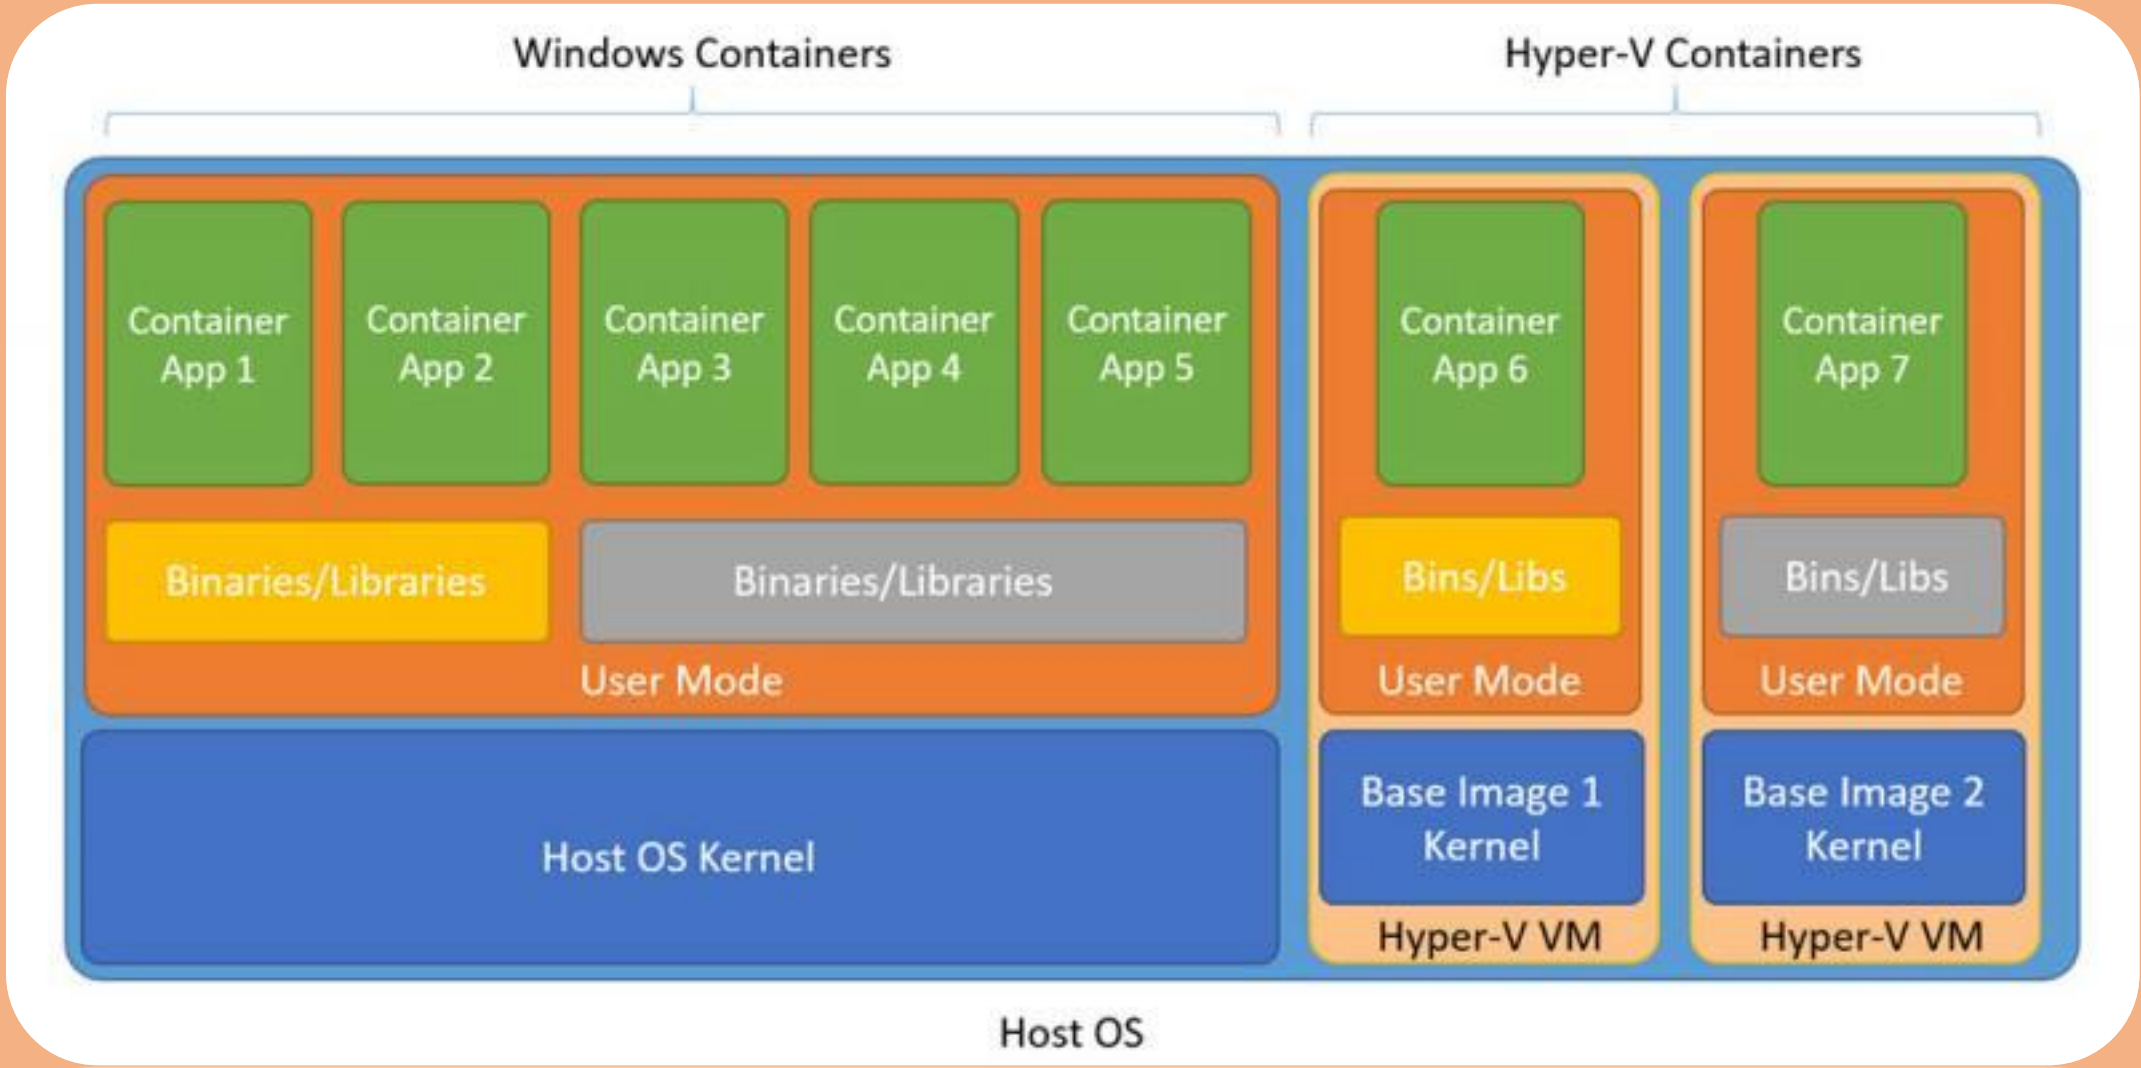 Windows Containers
Hyper-V Containers
Container
App 1
Container
App 2
Container
App 3
Container
App 4
Container
App 5
Container
App 6
Container
App 7
Binaries/Libraries
Binaries/Libraries
Bins/Libs
Bins/Libs
User Mode
User Mode
User Mode
Host OS Kernel
Base Image 1
Kernel
Base Image 2
Kernel
Hyper-V VM
Hyper-V VM
Host OS